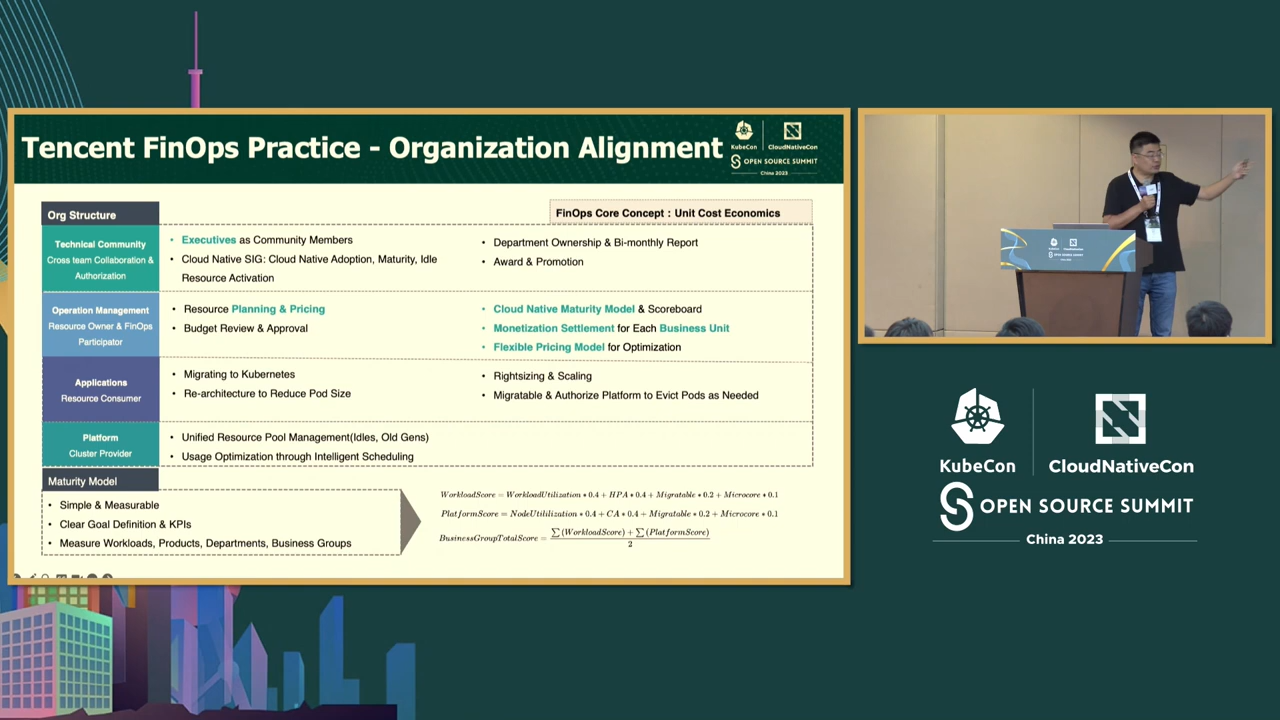 Tencent FinOps Practice - Organization Alignment
KubeCon
CloudNativeCon
OPEN SOURCE SUMMIT
China 2023
Org Structure
FinOps Core Concept : Unit Cost Economics
Technical Community
Cross team Collaboration &
Authorization
• Executives as Community Members
• Cloud Native SIG: Cloud Native Adoption, Maturity, Idle
Resource Activation
• Department Ownership & Bi-monthly Report
• Award & Promotion
Operation Management
Resource Owner & FinOps
Participator
• Resource Planning & Pricing
• Budget Review & Approval
• Cloud Native Maturity Model & Scoreboard
• Monetization Settlement for Each Business Unit
• Flexible Pricing Model for Optimization
Applications
Resource Consumer
• Migrating to Kubernetes
• Re-architecture to Reduce Pod Size
• Rightsizing & Scaling
• Migratable & Authorize Platform to Evict Pods as Needed
Platform
Cluster Provider
• Unified Resource Pool Management(Idles, Old Gens)
• Usage Optimization through Intelligent Scheduling
Maturity Model
• Simple & Measurable
• Clear Goal Definition & KPIs
• Measure Workloads, Products, Departments, Business Groups
WorkloadScore = WorkloadUtilization * 0.4 + HPA * 0.4 + Migratable * 0.2 + Microcore * 0.1
PlatformScore = NodeUtililization * 0.4 + CA * 0.4 + Migratable * 0.2 + Microcore * 0.1
BusinessGroupTotalScore = ∑(WorkloadScore) + ∑(PlatformScore)
2
KubeCon
CloudNativeCon
OPEN SOURCE SUMMIT
China 2023